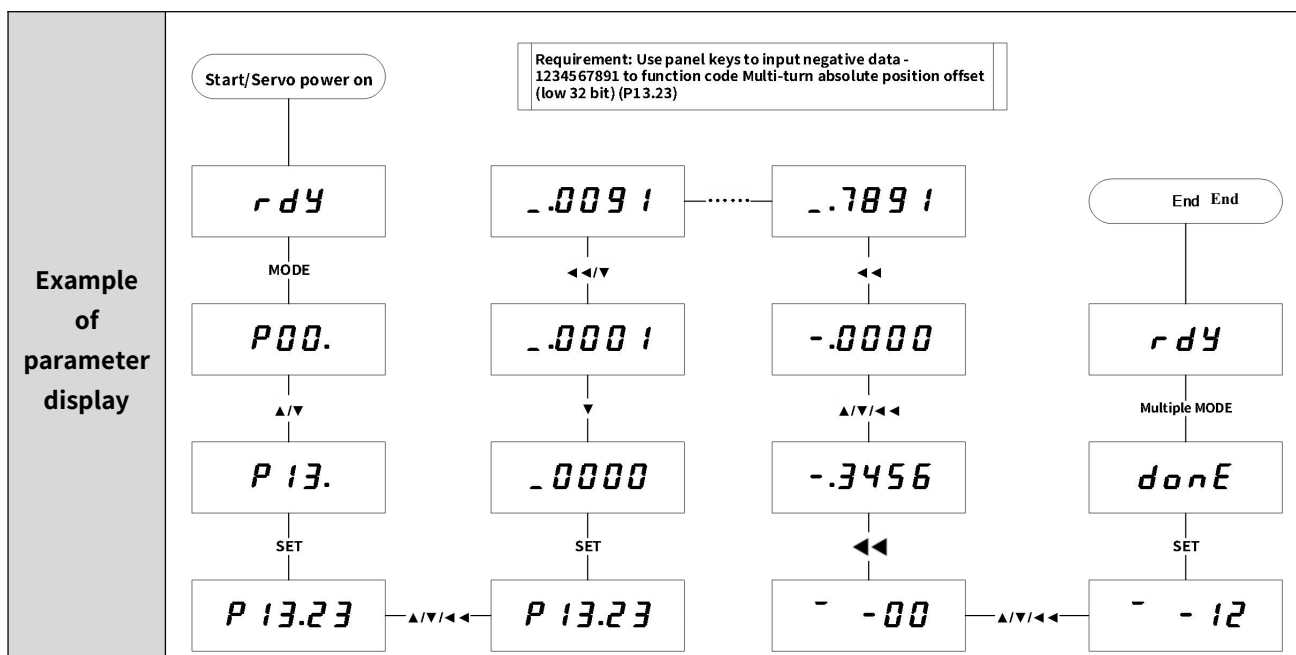 Example
of
parameter
display
Start/Servo power on
Requirement: Use panel keys to input negative data -
1234567891 to function code Multi-turn absolute position offset
(low 32 bit) (P13.23)
rdy
MODE
P00.
▲/▼
P13.
SET
P13.23
▲/▼/◄◄
P13.23
SET
_0000
▼
_.0001
◄◄/▼
_.0091
......
_.7891
◄◄
-.0000
▲/▼/◄◄
-.3456
◄◄
‾ -00
▲/▼/◄◄
‾ -12
SET
donE
Multiple MODE
rdy
End End